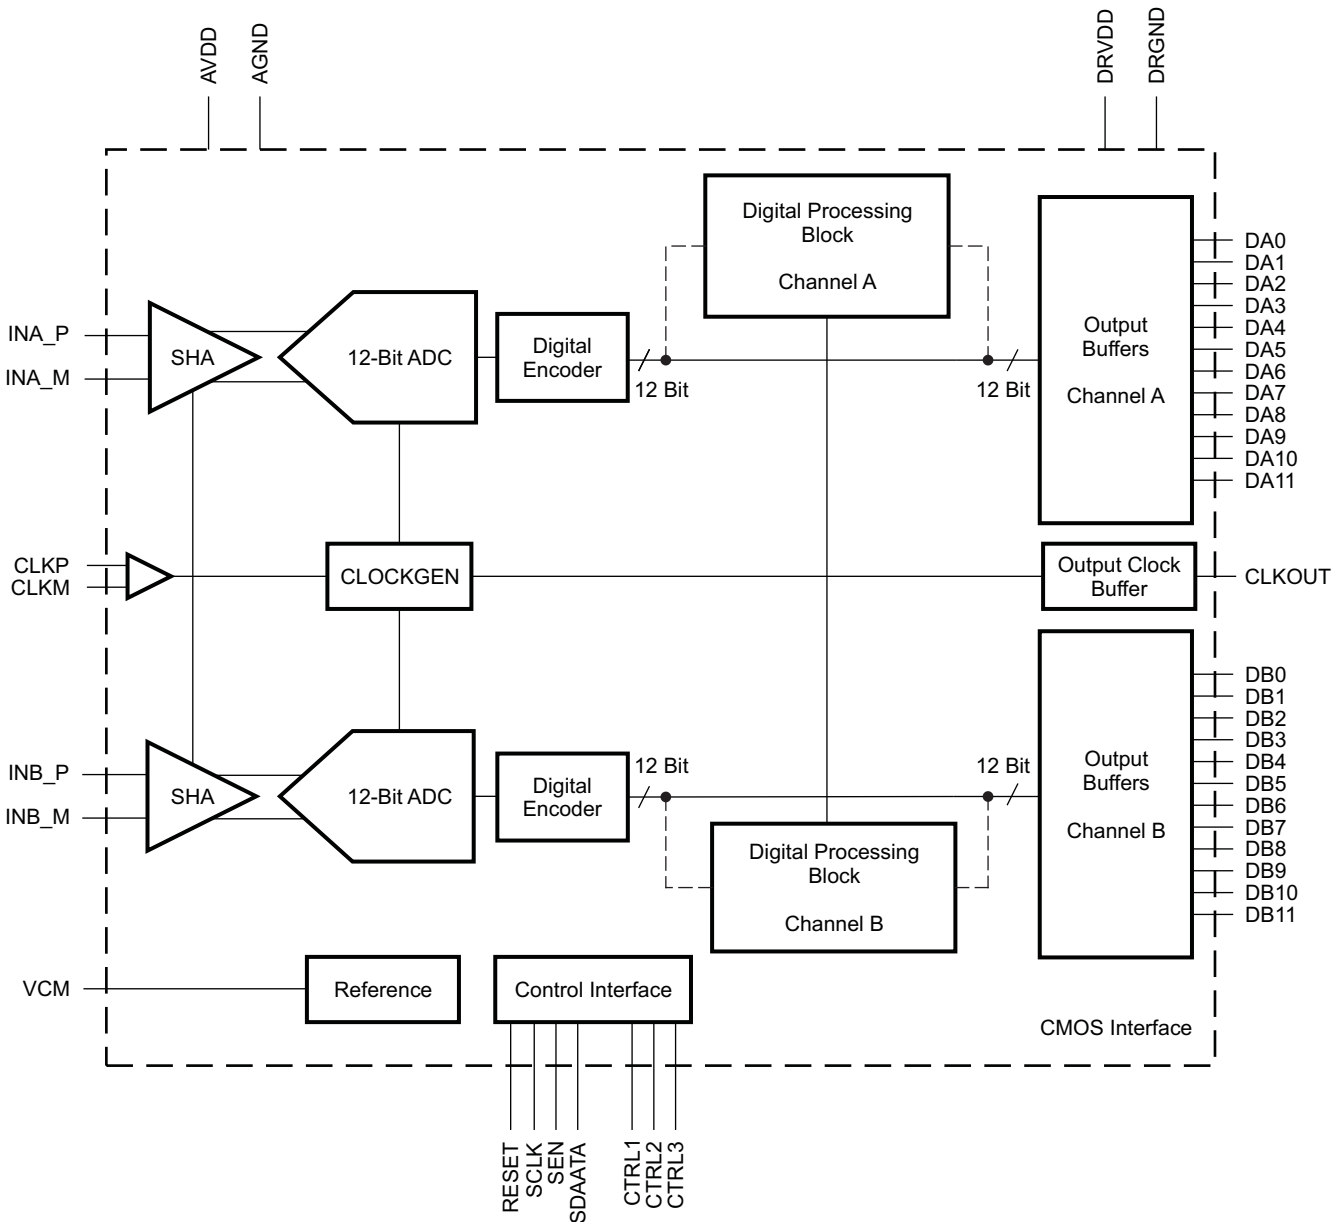 AVDD
AGND
DRVDD
DRGND
Digital Processing
Block
Channel A
DA0
DA1
DA2
DA3
DA4
DA5
DA6
DA7
DA8
DA9
DA10
DA11
INA_P
INA_M
SHA
12-Bit ADC
Digital
Encoder
12 Bit
12 Bit
Output
Buffers
Channel A
CLKP
CLKM
CLOCKGEN
Output Clock
Buffer
CLKOUT
INB_P
INB_M
SHA
12-Bit ADC
Digital
Encoder
12 Bit
12 Bit
Output
Buffers
Channel B
DB0
DB1
DB2
DB3
DB4
DB5
DB6
DB7
DB8
DB9
DB10
DB11
Digital Processing
Block
Channel B
VCM
Reference
Control Interface
CMOS Interface
RESET
SCLK
SEN
SDAATA
CTRL1
CTRL2
CTRL3